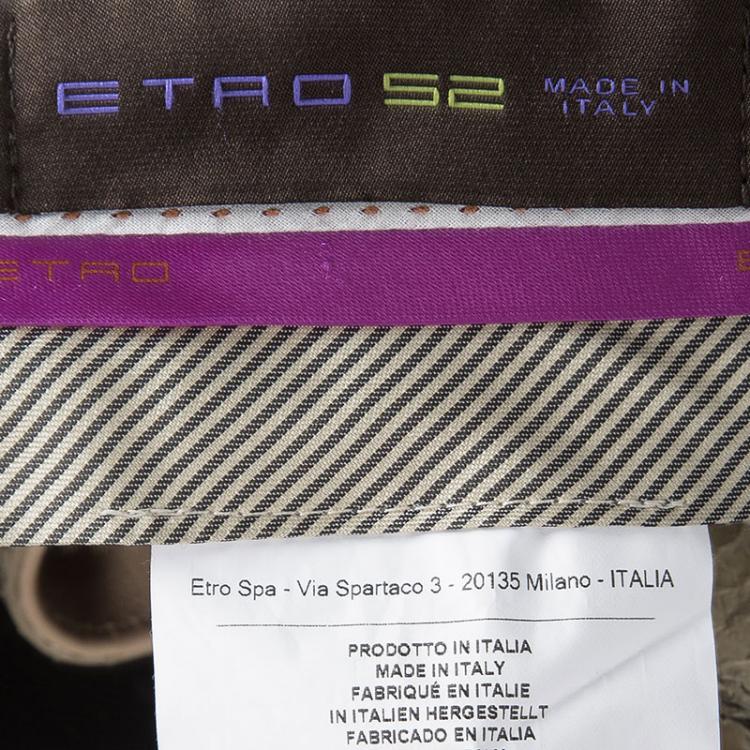 ETRO 52 MADE IN
ITALY
ETRO
Etro Spa - Via Spartaco 3 - 20135 Milano - ITALIA
PRODOTTO IN ITALIA
MADE IN ITALY
FABRIQUÉ EN ITALIE
IN ITALIEN HERGESTELLT
FABRICADO EN ITALIA